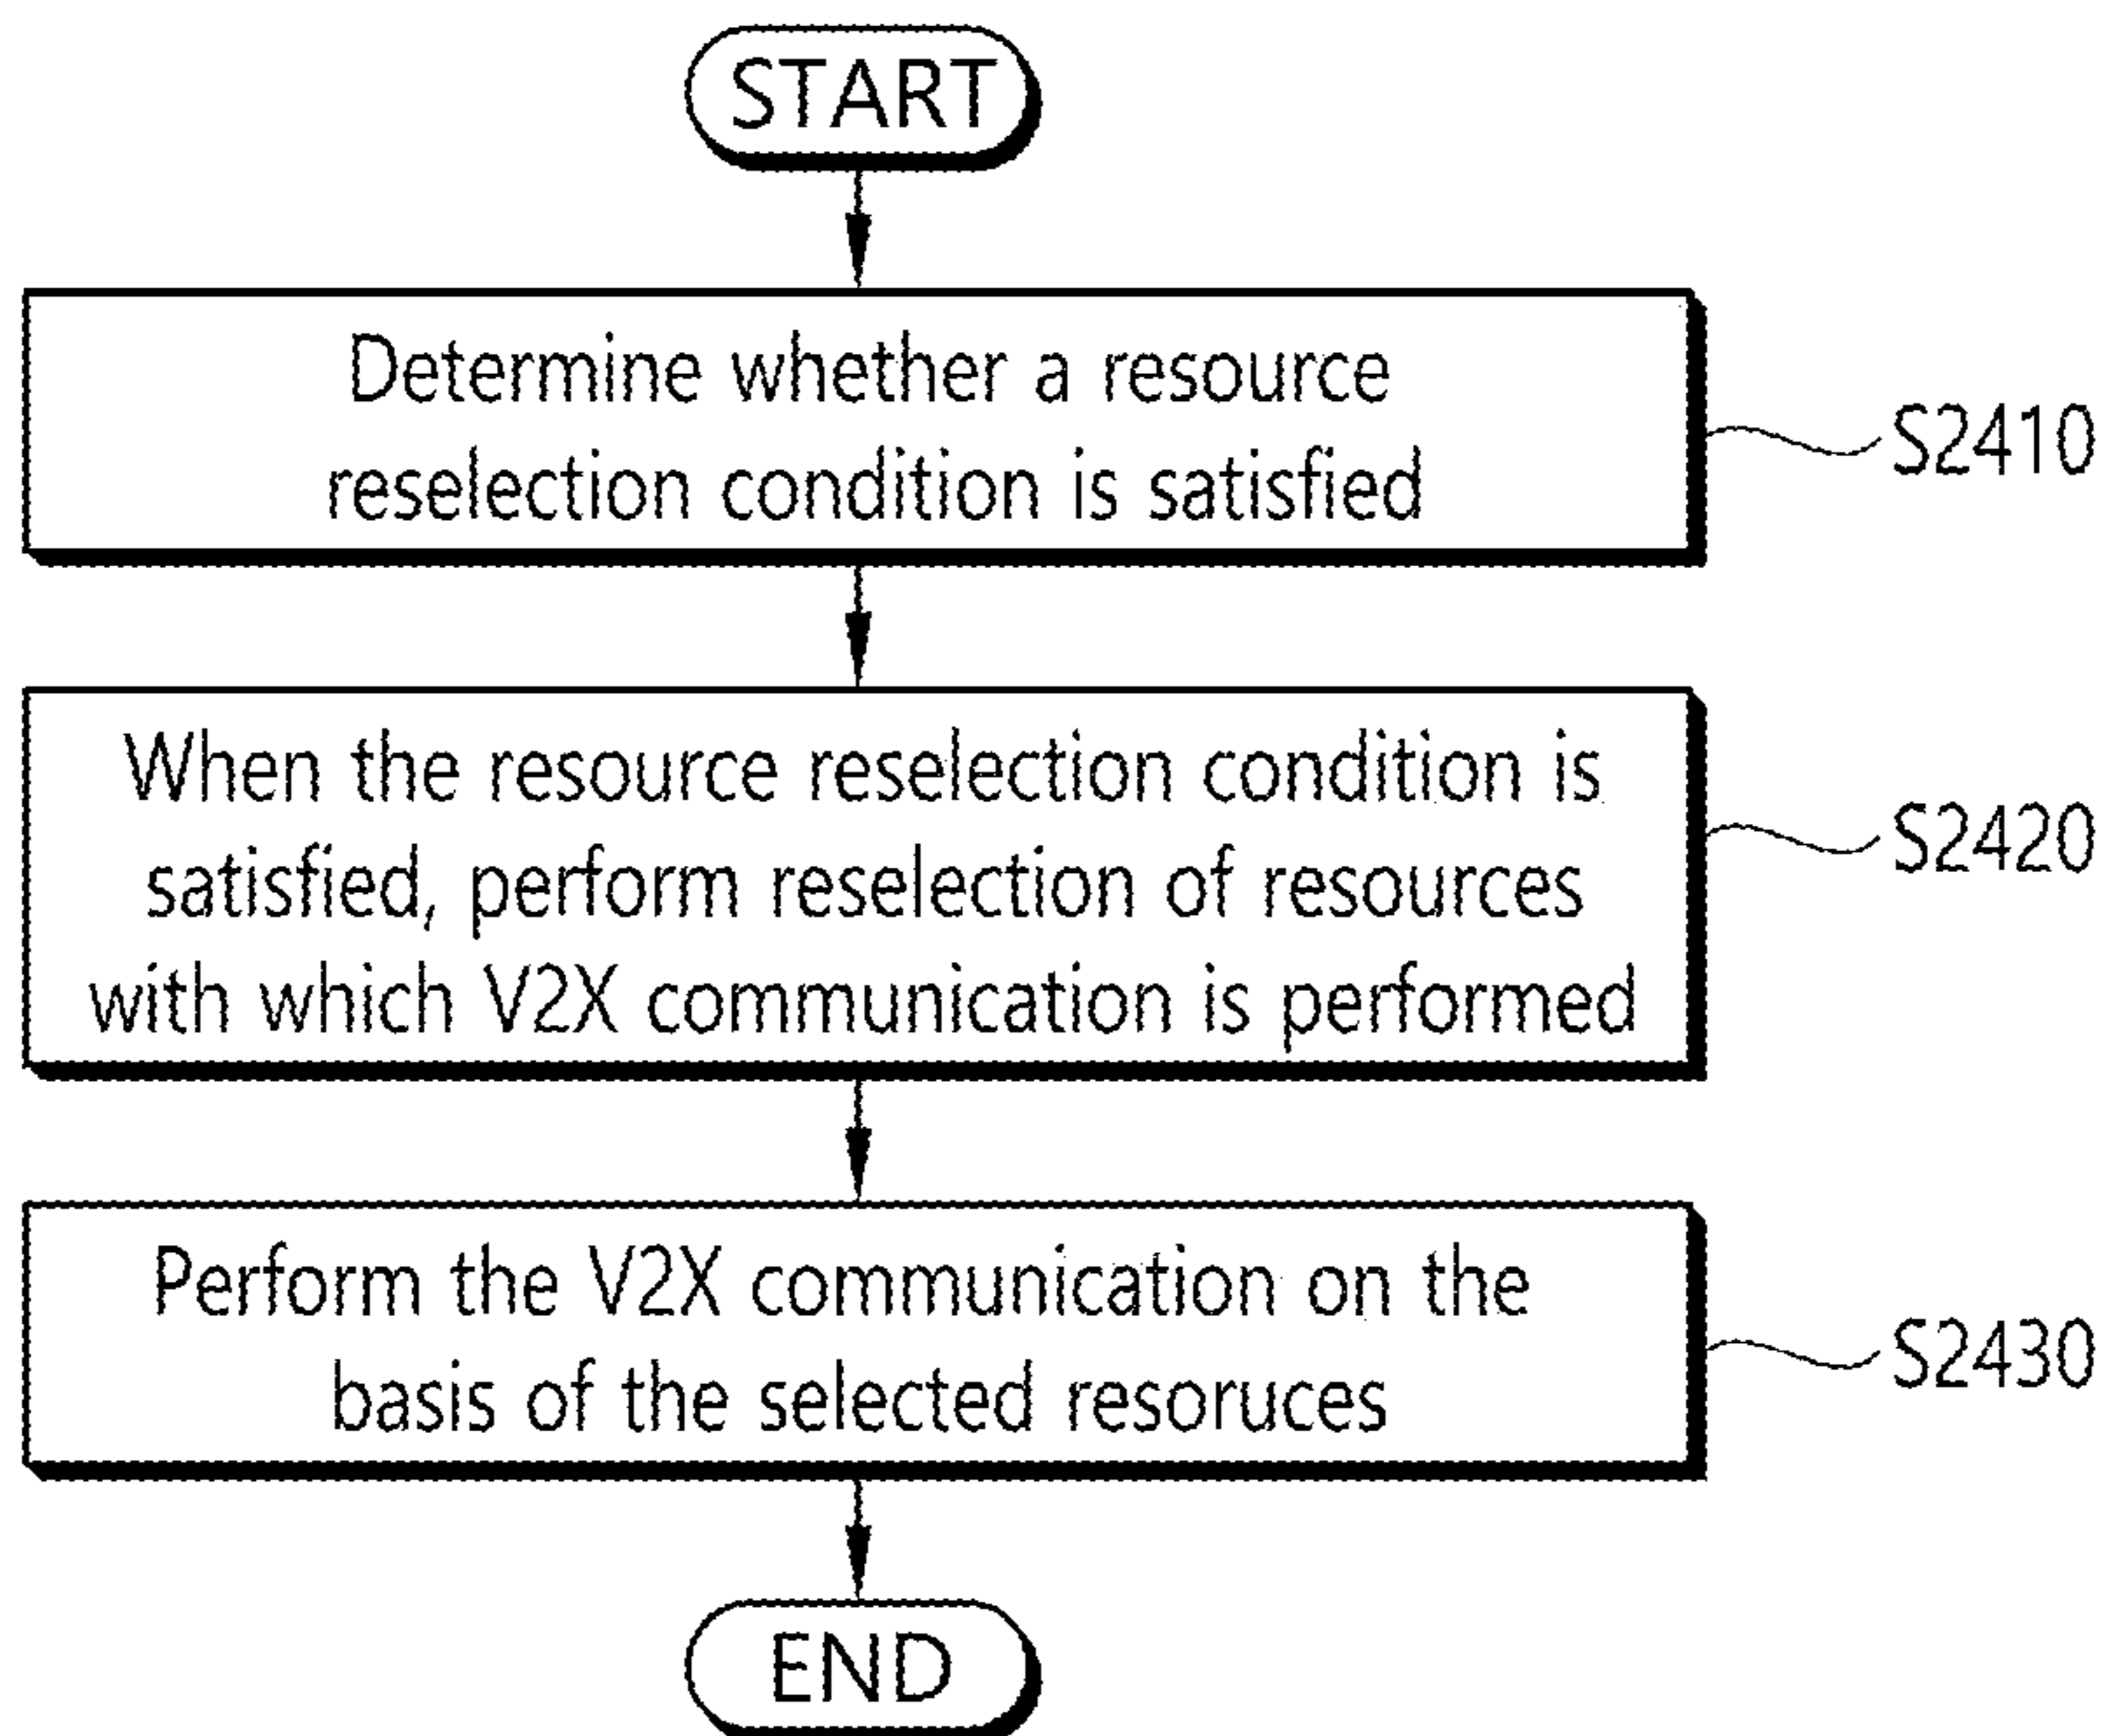 START
Determine whether a resource
reselection condition is satisfied
S2410
When the resource reselection condition is
satisfied, perform reselection of resources
with which V2X communication is performed
S2420
Perform the V2X communication on the
basis of the selected resoruces
S2430
END